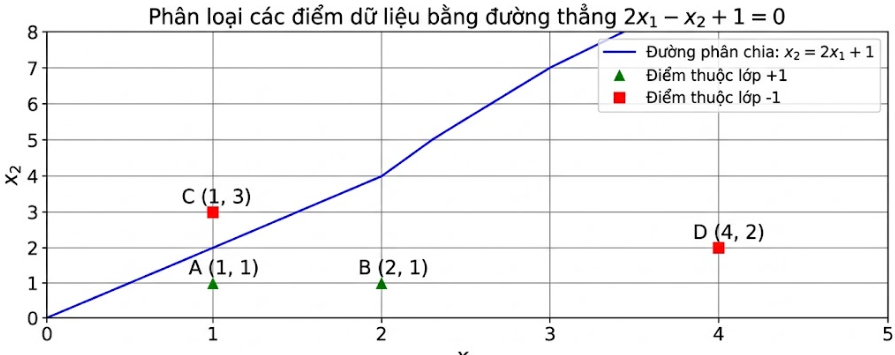 Phân loại các điểm dữ liệu bằng đường thẳng 2x₁ − x₂ + 1 = 0
8
7
6
5
4
3
2
1
0
x₂
Đường phân chia: x₂ = 2x₁ + 1
Điểm thuộc lớp +1
Điểm thuộc lớp -1
C (1, 3)
D (4, 2)
A (1, 1)
B (2, 1)
0 1 2 3 4 5